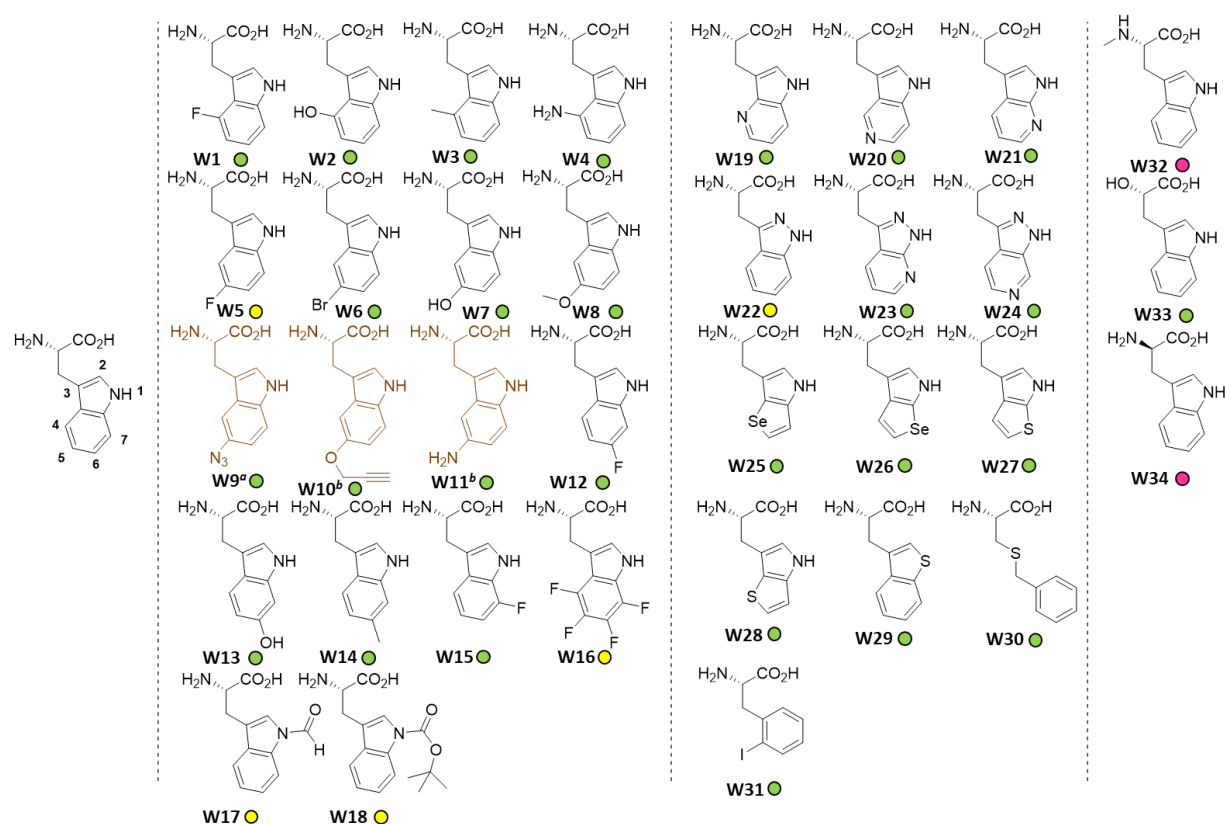 H₂N CO₂H H₂N CO₂H H₂N CO₂H H₂N CO₂H H₂N CO₂H H₂N CO₂H H₂N CO₂H H N CO₂H
NH NH NH NH NH NH NH NH
F HO H₂N N N N
W1 W2 W3 W4 W19 W20 W21 W32
H₂N CO₂H H₂N CO₂H H₂N CO₂H H₂N CO₂H H₂N CO₂H H₂N CO₂H H₂N CO₂H HO CO₂H
NH NH NH NH N NH N NH N NH NH
F Br HO O N N
W5 W6 W7 W8 W22 W23 W24 W33
H₂N CO₂H H₂N CO₂H H₂N CO₂H H₂N CO₂H H₂N CO₂H H₂N CO₂H H₂N CO₂H H₂N CO₂H H₂N CO₂H
2
3 NH 1 NH NH NH NH NH NH NH NH
4 7
5 6
N₃ O H₂N F Se Se S
W9ᵃ W10ᵇ W11ᵇ W12 W25 W26 W27 W34
H₂N CO₂H H₂N CO₂H H₂N CO₂H H₂N CO₂H H₂N CO₂H H₂N CO₂H H₂N CO₂H
NH NH NH NH NH S S
OH F F F F F S
W13 W14 W15 W16 W28 W29 W30
H₂N CO₂H H₂N CO₂H H₂N CO₂H
N O H N O O I
W17 W18 W31